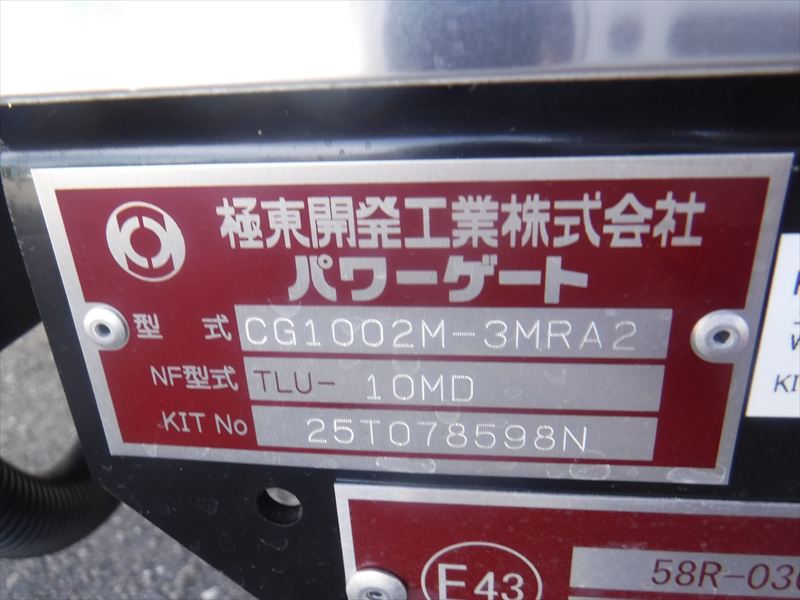 極東開発工業株式会社
パワーゲート
型 式 CG1002M-3MRA2
NF型式 TLU- 10MD
KIT No 25T078598N
E43
58R-03
KI